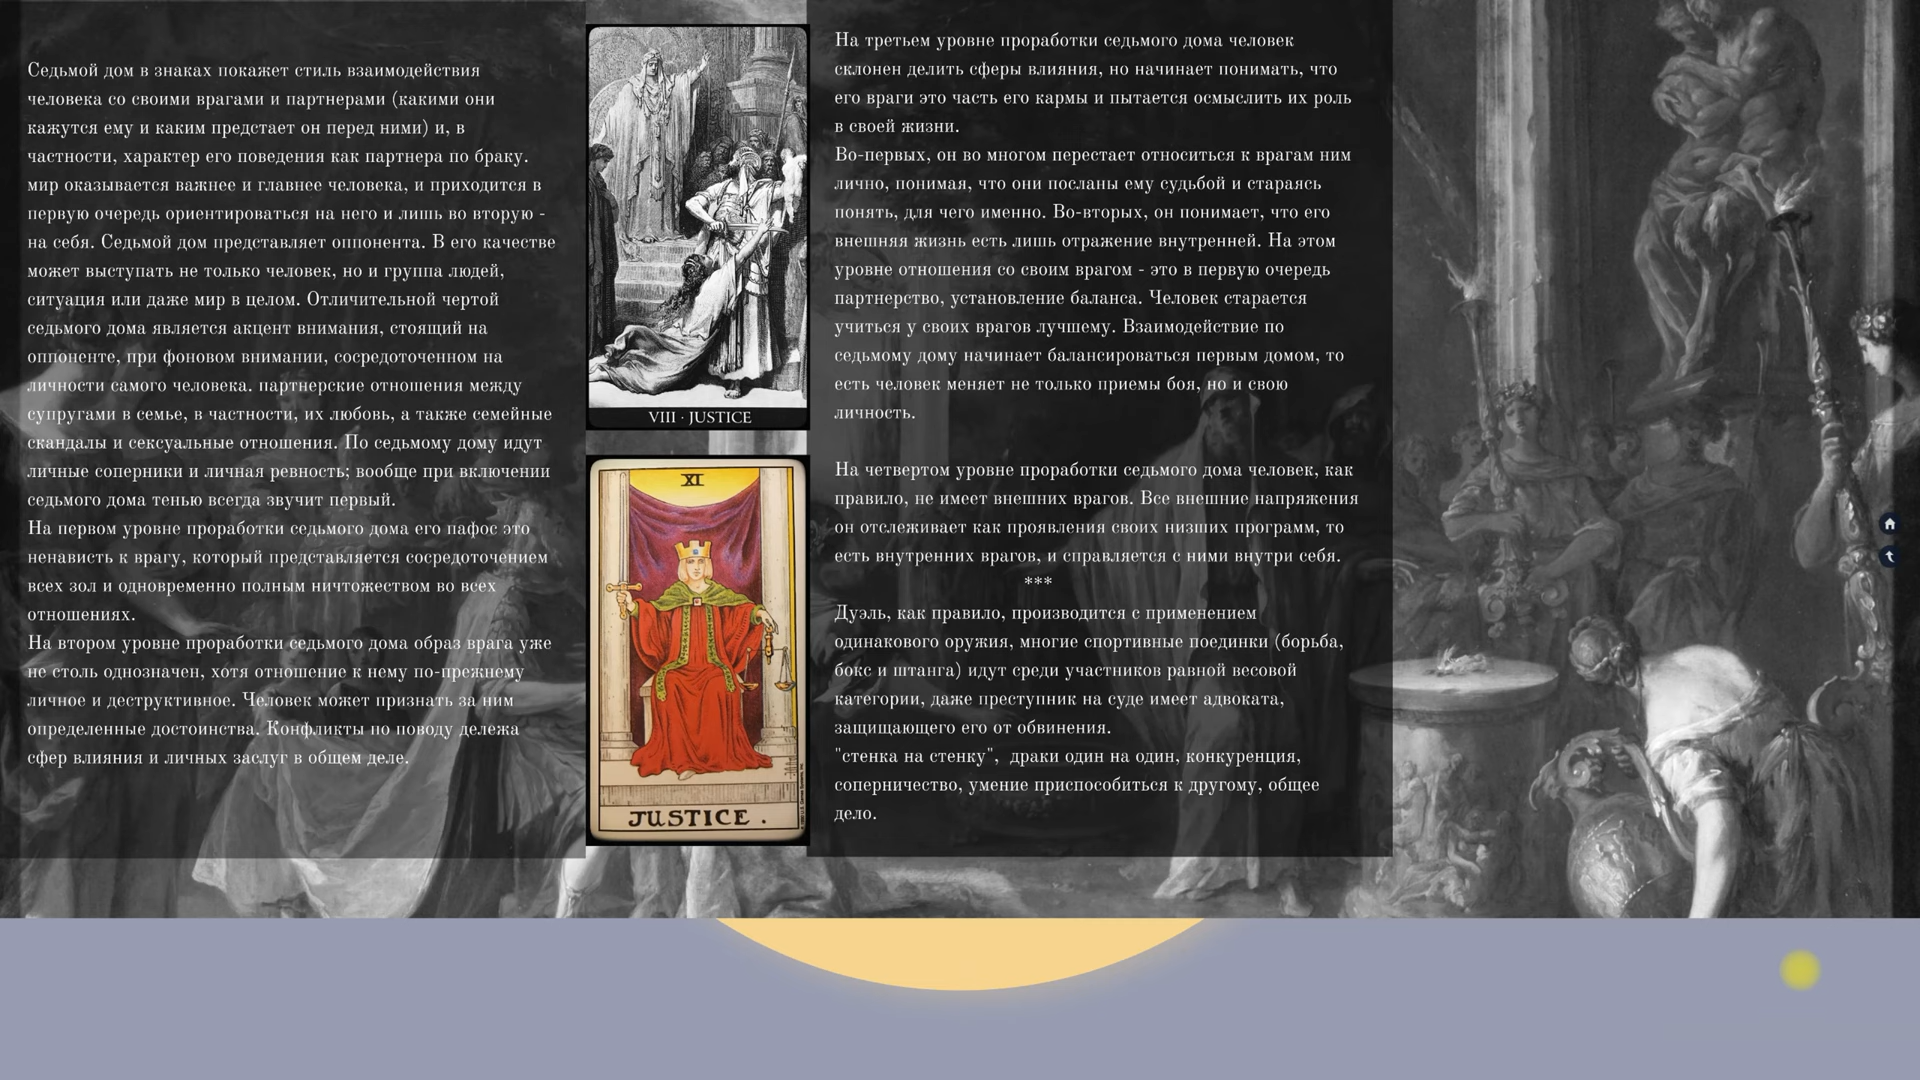 Седьмой дом в знаках покажет стиль взаимодействия
человека со своими врагами и партнерами (какими они
кажутся ему и каким предстает он перед ними) и, в
частности, характер его поведения как партнера по браку.
мир оказывается важнее и главнее человека, и приходится в
первую очередь ориентироваться на него и лишь во вторую -
на себя. Седьмой дом представляет оппонента. В его качестве
может выступать не только человек, но и группа людей,
ситуация или даже мир в целом. Отличительной чертой
седьмого дома является акцент внимания, стоящий на
оппоненте, при фоновом внимании, сосредоточенном на
личности самого человека. партнерские отношения между
супругами в семье, в частности, их любовь, а также семейные
скандалы и сексуальные отношения. По седьмому дому идут
личные соперники и личная ревность; вообще при включении
седьмого дома тенью всегда звучит первый.
На первом уровне проработки седьмого дома его пафос это
ненависть к врагу, который представляется сосредоточением
всех зол и одновременно полным ничтожеством во всех
отношениях.
На втором уровне проработки седьмого дома образ врага уже
не столь однозначен, хотя отношение к нему по-прежнему
личное и деструктивное. Человек может признать за ним
определенные достоинства. Конфликты по поводу дележа
сфер влияния и личных заслуг в общем деле.
VIII · JUSTICE
XI
JUSTICE .
На третьем уровне проработки седьмого дома человек
склонен делить сферы влияния, но начинает понимать, что
его враги это часть его кармы и пытается осмыслить их роль
в своей жизни.
Во-первых, он во многом перестает относиться к врагам ним
лично, понимая, что они посланы ему судьбой и стараясь
понять, для чего именно. Во-вторых, он понимает, что его
внешняя жизнь есть лишь отражение внутренней. На этом
уровне отношения со своим врагом - это в первую очередь
партнерство, установление баланса. Человек старается
учиться у своих врагов лучшему. Взаимодействие по
седьмому дому начинает балансироваться первым домом, то
есть человек меняет не только приемы боя, но и свою
личность.
На четвертом уровне проработки седьмого дома человек, как
правило, не имеет внешних врагов. Все внешние напряжения
он отслеживает как проявления своих низших программ, то
есть внутренних врагов, и справляется с ними внутри себя.
***
Дуэль, как правило, производится с применением
одинакового оружия, многие спортивные поединки (борьба,
бокс и штанга) идут среди участников равной весовой
категории, даже преступник на суде имеет адвоката,
защищающего его от обвинения.
"стенка на стенку", драки один на один, конкуренция,
соперничество, умение приспособиться к другому, общее
дело.